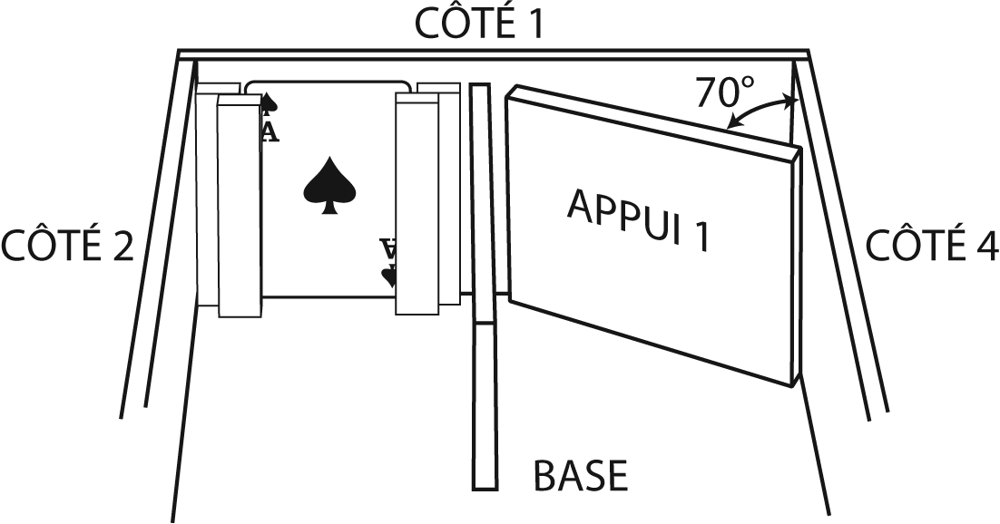 CÔTÉ 1
70°
A
APPUI 1
CÔTÉ 2
A
CÔTÉ 4
BASE